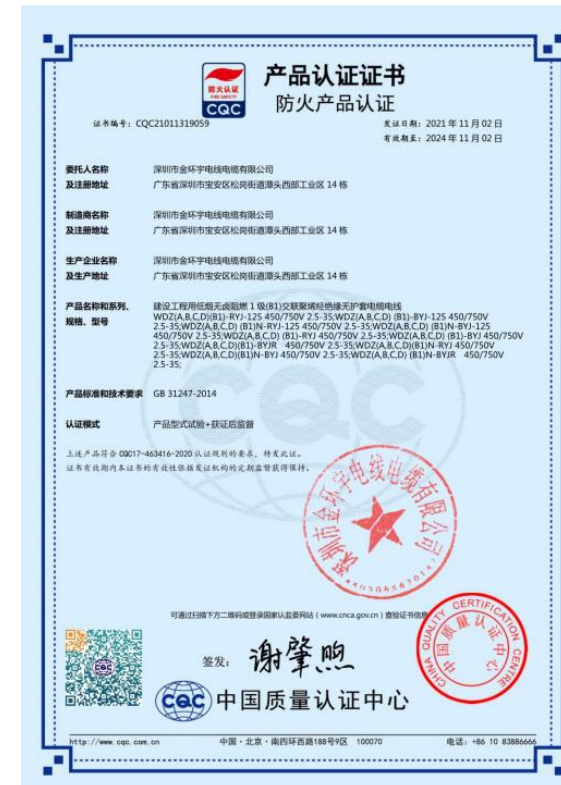 防火认证
FIRE SAFETY
CQC
产品认证证书
防火产品认证
证书编号：CQC21011319059
发证日期：2021年11月02日
有效期至：2024年11月02日
委托人名称 深圳市金环宇电线电缆有限公司
及注册地址 广东省深圳市宝安区松岗街道潭头西部工业区 14 栋
制造商名称 深圳市金环宇电线电缆有限公司
及注册地址 广东省深圳市宝安区松岗街道潭头西部工业区 14 栋
生产企业名称 深圳市金环宇电线电缆有限公司
及生产地址 广东省深圳市宝安区松岗街道潭头西部工业区 14 栋
产品名称和系列、 建设工程用低烟无卤阻燃 1 级(B1)交联聚烯烃绝缘无护套电缆电线
规格、型号 WDZ(A,B,C,D)(B1)-RYJ-125 450/750V 2.5-35;WDZ(A,B,C,D) (B1)-BYJ-125 450/750V
2.5-35;WDZ(A,B,C,D) (B1)N-RYJ-125 450/750V 2.5-35;WDZ(A,B,C,D) (B1)N-BYJ-125
450/750V 2.5-35;WDZ(A,B,C,D) (B1)-RYJ 450/750V 2.5-35;WDZ(A,B,C,D) (B1)-BYJ 450/750V
2.5-35;WDZ(A,B,C,D)(B1)-BYJR 450/750V 2.5-35;WDZ(A,B,C,D)(B1)N-RYJ 450/750V
2.5-35;WDZ(A,B,C,D)(B1)N-BYJ 450/750V 2.5-35;WDZ(A,B,C,D) (B1)N-BYJR 450/750V
2.5-35;
产品标准和技术要求 GB 31247-2014
认证模式 产品型式试验+获证后监督
上述产品符合 CQC17-463416-2020 认证规则的要求，特发此证。
证书有效期内本证书的有效性依据发证机构的定期监督获得保持。
深圳市金环宇电线电缆有限公司
可通过扫描下方二维码或登录国家认监委网站（www.cnca.gov.cn）查验证书信息
CHINA QUALITY CERTIFICATION CENTRE
中国质量认证中心
签发：谢肇煦
CQC 中国质量认证中心
http://www.cqc.com.cn 中国·北京·南四环西路188号9区 100070 电话：+86 10 83886666